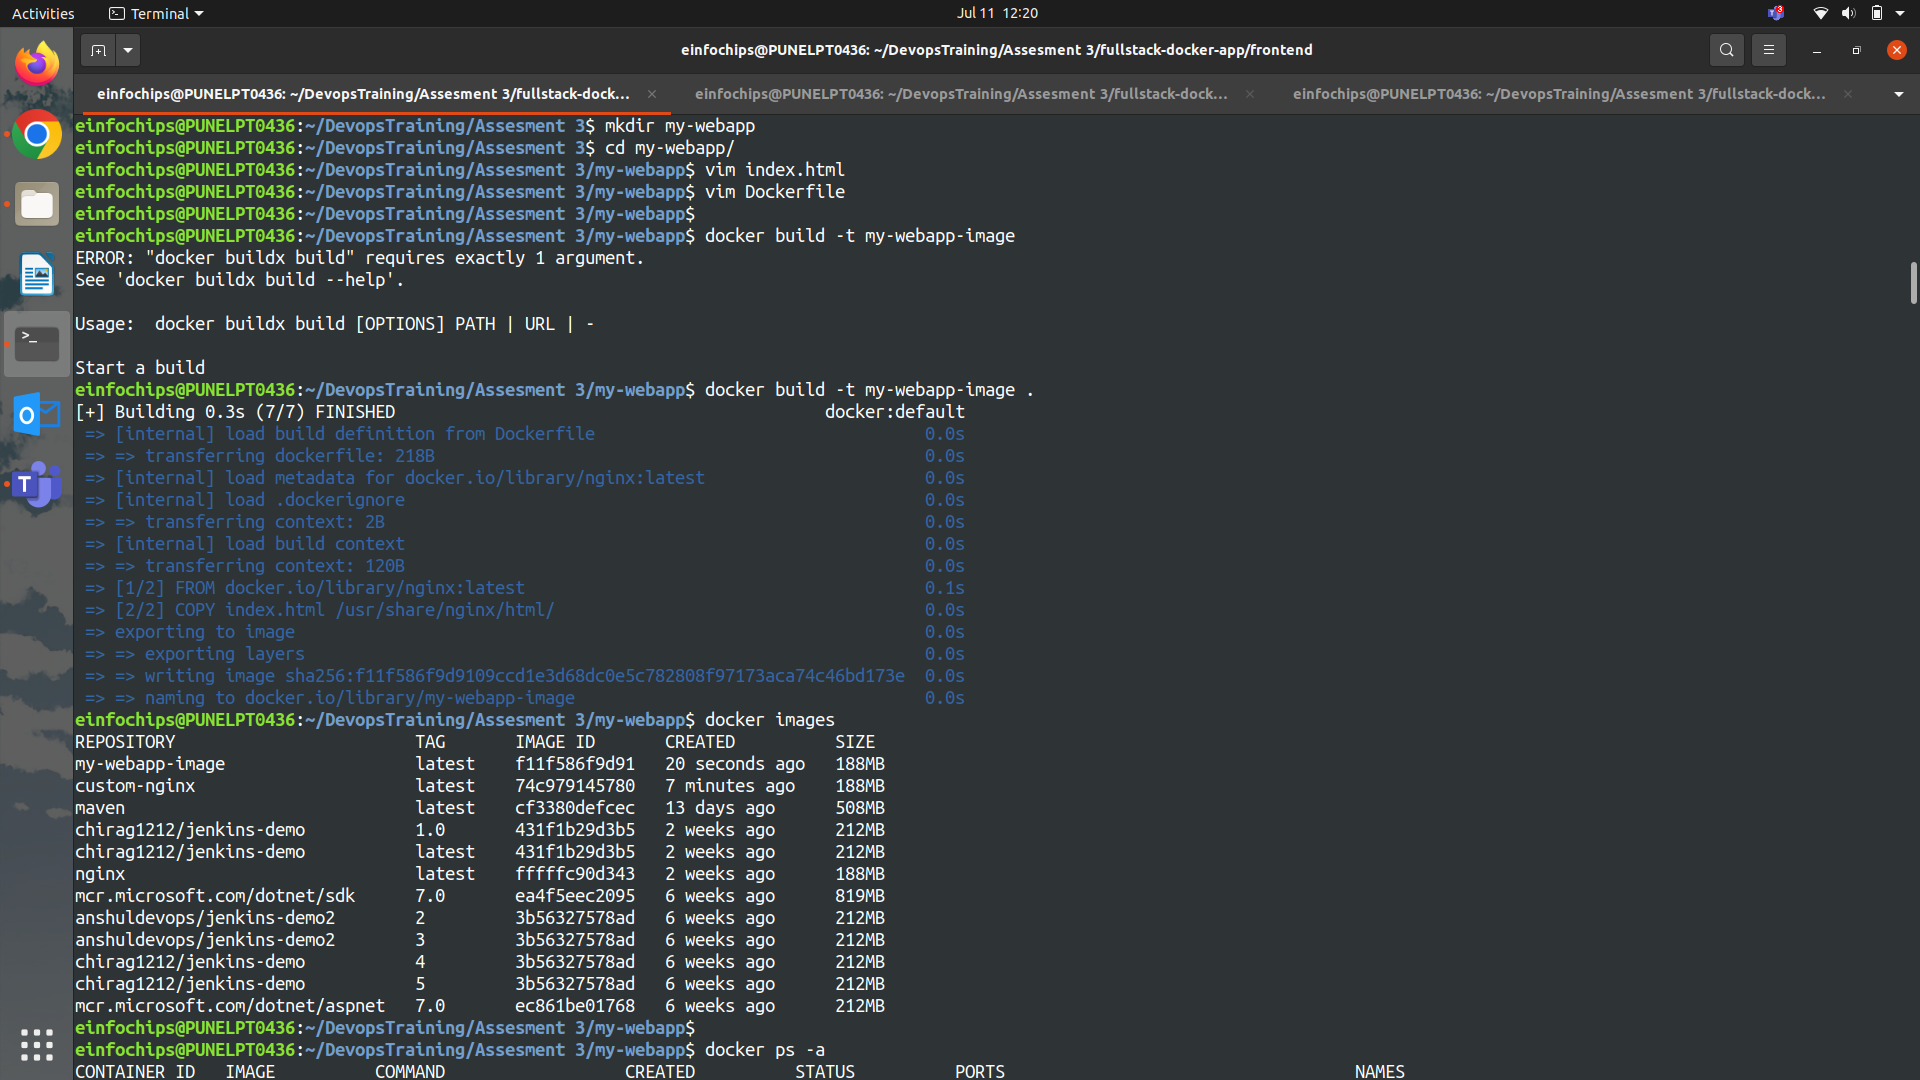 Activities Terminal Jul 11 12:20 3
einfochips@PUNELPT0436: ~/DevopsTraining/Assesment 3/fullstack-docker-app/frontend
einfochips@PUNELPT0436: ~/DevopsTraining/Assesment 3/fullstack-dock... einfochips@PUNELPT0436: ~/DevopsTraining/Assesment 3/fullstack-dock... einfochips@PUNELPT0436: ~/DevopsTraining/Assesment 3/fullstack-dock...
einfochips@PUNELPT0436:~/DevopsTraining/Assesment 3$ mkdir my-webapp
einfochips@PUNELPT0436:~/DevopsTraining/Assesment 3$ cd my-webapp/
einfochips@PUNELPT0436:~/DevopsTraining/Assesment 3/my-webapp$ vim index.html
einfochips@PUNELPT0436:~/DevopsTraining/Assesment 3/my-webapp$ vim Dockerfile
einfochips@PUNELPT0436:~/DevopsTraining/Assesment 3/my-webapp$
einfochips@PUNELPT0436:~/DevopsTraining/Assesment 3/my-webapp$ docker build -t my-webapp-image
ERROR: "docker buildx build" requires exactly 1 argument.
See 'docker buildx build --help'.
Usage:  docker buildx build [OPTIONS] PATH | URL | -
Start a build
einfochips@PUNELPT0436:~/DevopsTraining/Assesment 3/my-webapp$ docker build -t my-webapp-image .
[+] Building 0.3s (7/7) FINISHED docker:default
=> [internal] load build definition from Dockerfile 0.0s
=> => transferring dockerfile: 218B 0.0s
=> [internal] load metadata for docker.io/library/nginx:latest 0.0s
=> [internal] load .dockerignore 0.0s
=> => transferring context: 2B 0.0s
=> [internal] load build context 0.0s
=> => transferring context: 120B 0.0s
=> [1/2] FROM docker.io/library/nginx:latest 0.1s
=> [2/2] COPY index.html /usr/share/nginx/html/ 0.0s
=> exporting to image 0.0s
=> => exporting layers 0.0s
=> => writing image sha256:f11f586f9d9109ccd1e3d68dc0e5c782808f97173aca74c46bd173e 0.0s
=> => naming to docker.io/library/my-webapp-image 0.0s
einfochips@PUNELPT0436:~/DevopsTraining/Assesment 3/my-webapp$ docker images
REPOSITORY TAG IMAGE ID CREATED SIZE
my-webapp-image latest f11f586f9d91 20 seconds ago 188MB
custom-nginx latest 74c979145780 7 minutes ago 188MB
maven latest cf3380defcec 13 days ago 508MB
chirag1212/jenkins-demo 1.0 431f1b29d3b5 2 weeks ago 212MB
chirag1212/jenkins-demo latest 431f1b29d3b5 2 weeks ago 212MB
nginx latest fffffc90d343 2 weeks ago 188MB
mcr.microsoft.com/dotnet/sdk 7.0 ea4f5eec2095 6 weeks ago 819MB
anshuldevops/jenkins-demo2 2 3b56327578ad 6 weeks ago 212MB
anshuldevops/jenkins-demo2 3 3b56327578ad 6 weeks ago 212MB
chirag1212/jenkins-demo 4 3b56327578ad 6 weeks ago 212MB
chirag1212/jenkins-demo 5 3b56327578ad 6 weeks ago 212MB
mcr.microsoft.com/dotnet/aspnet 7.0 ec861be01768 6 weeks ago 212MB
einfochips@PUNELPT0436:~/DevopsTraining/Assesment 3/my-webapp$
einfochips@PUNELPT0436:~/DevopsTraining/Assesment 3/my-webapp$ docker ps -a
CONTAINER ID IMAGE COMMAND CREATED STATUS PORTS NAMES